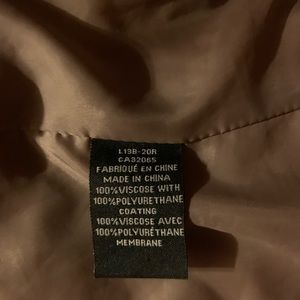 L13B-20R
CA32065
FABRIQUÉ EN CHINE
MADE IN CHINA
100%VISCOSE WITH
100%POLYURETHANE
COATING
100%VISCOSE AVEC
100%POLYURÉTHANE
MEMBRANE